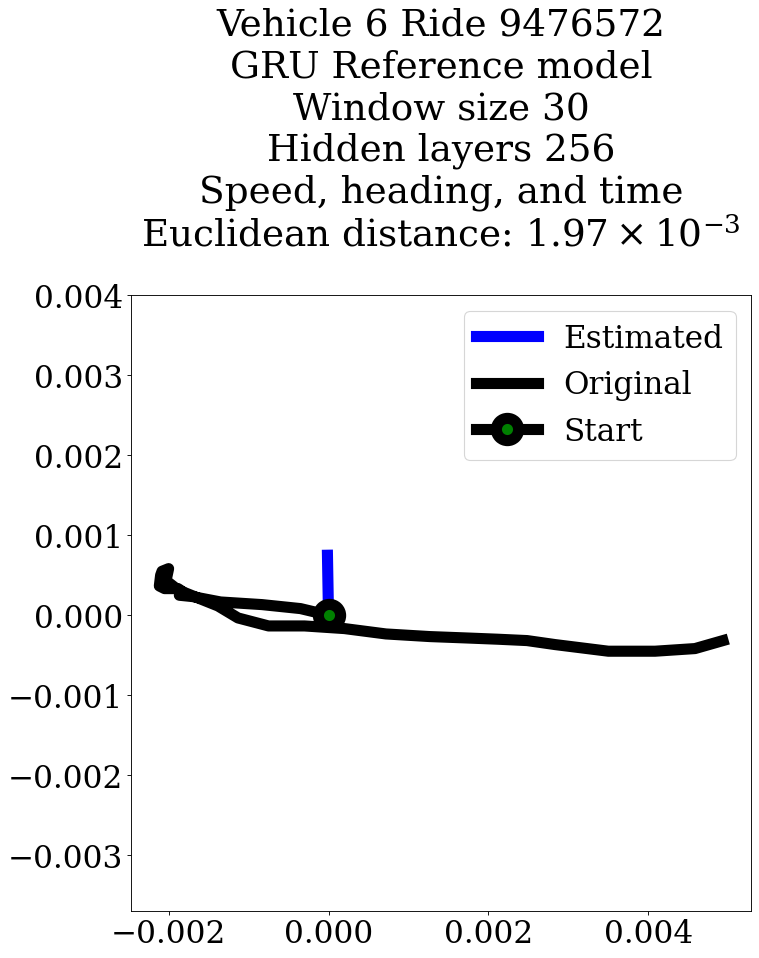 Vehicle 6 Ride 9476572
GRU Reference model
Window size 30
Hidden layers 256
Speed, heading, and time
Euclidean distance: 1.97 × 10⁻³
Estimated
Original
Start
0.004
0.003
0.002
0.001
0.000
−0.001
−0.002
−0.003
−0.002 0.000 0.002 0.004